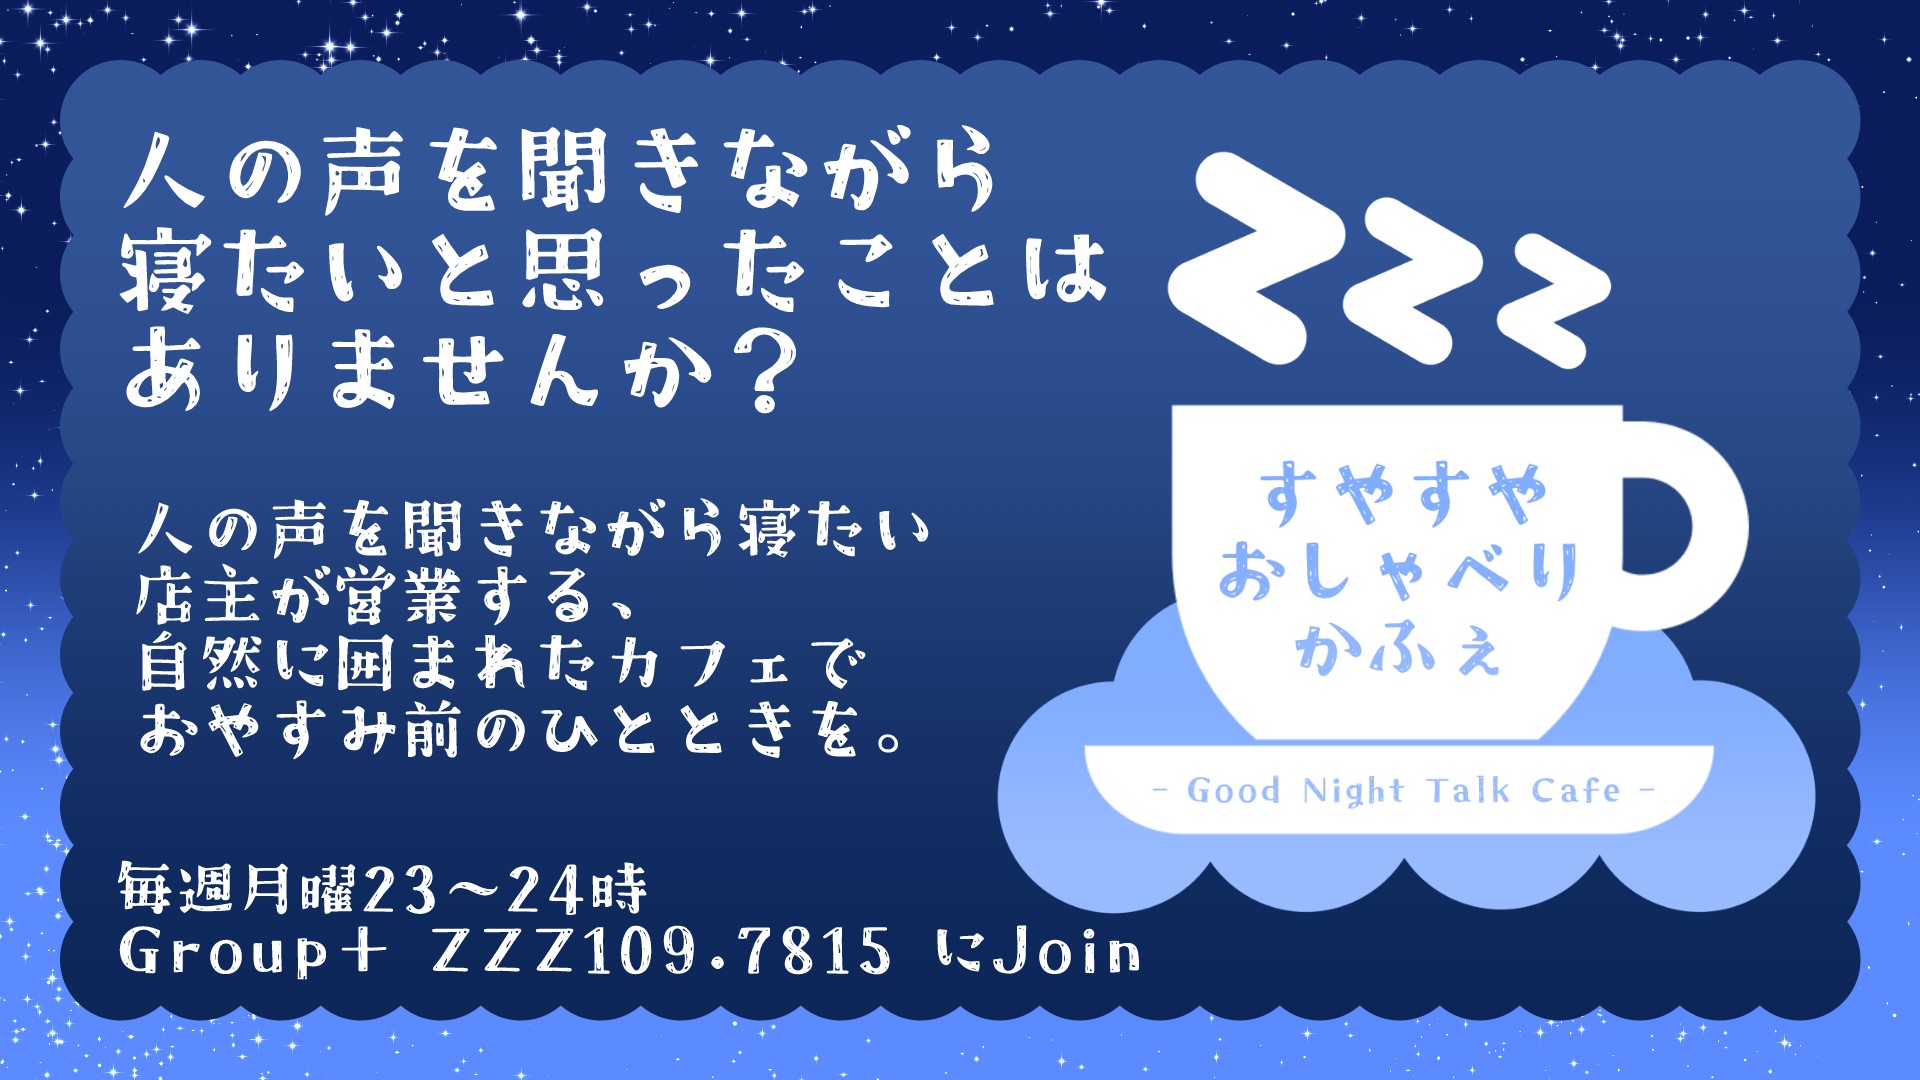 人の声を聞きながら
寝たいと思ったことは
ありませんか?
人の声を聞きながら寝たい
店主が営業する、
自然に囲まれたカフェで
おやすみ前のひとときを。
毎週月曜23～24時
Group+ ZZZ109.7815 にJoin
zzz
すやすや
おしゃべり
かふぇ
- Good Night Talk Cafe -